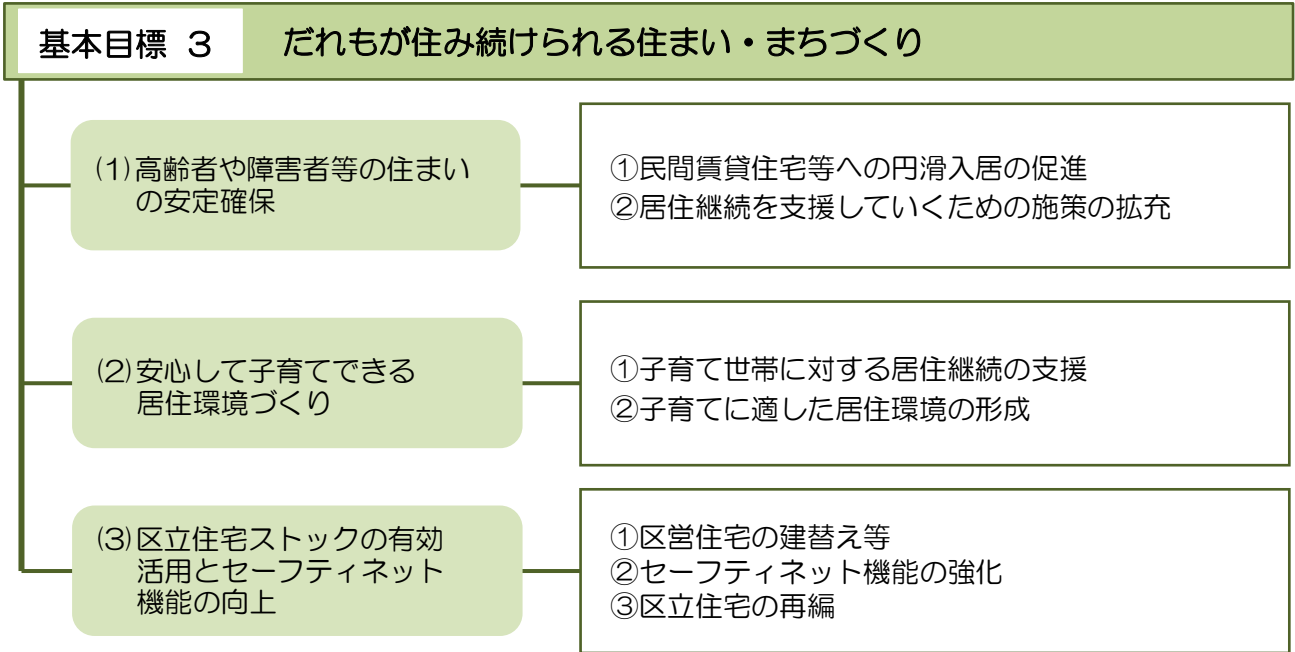 基本目標 3 だれもが住み続けられる住まい・まちづくり
(1)高齢者や障害者等の住まい
の安定確保
①民間賃貸住宅等への円滑入居の促進
②居住継続を支援していくための施策の拡充
(2)安心して子育てできる
居住環境づくり
①子育て世帯に対する居住継続の支援
②子育てに適した居住環境の形成
(3)区立住宅ストックの有効
活用とセーフティネット
機能の向上
①区営住宅の建替え等
②セーフティネット機能の強化
③区立住宅の再編